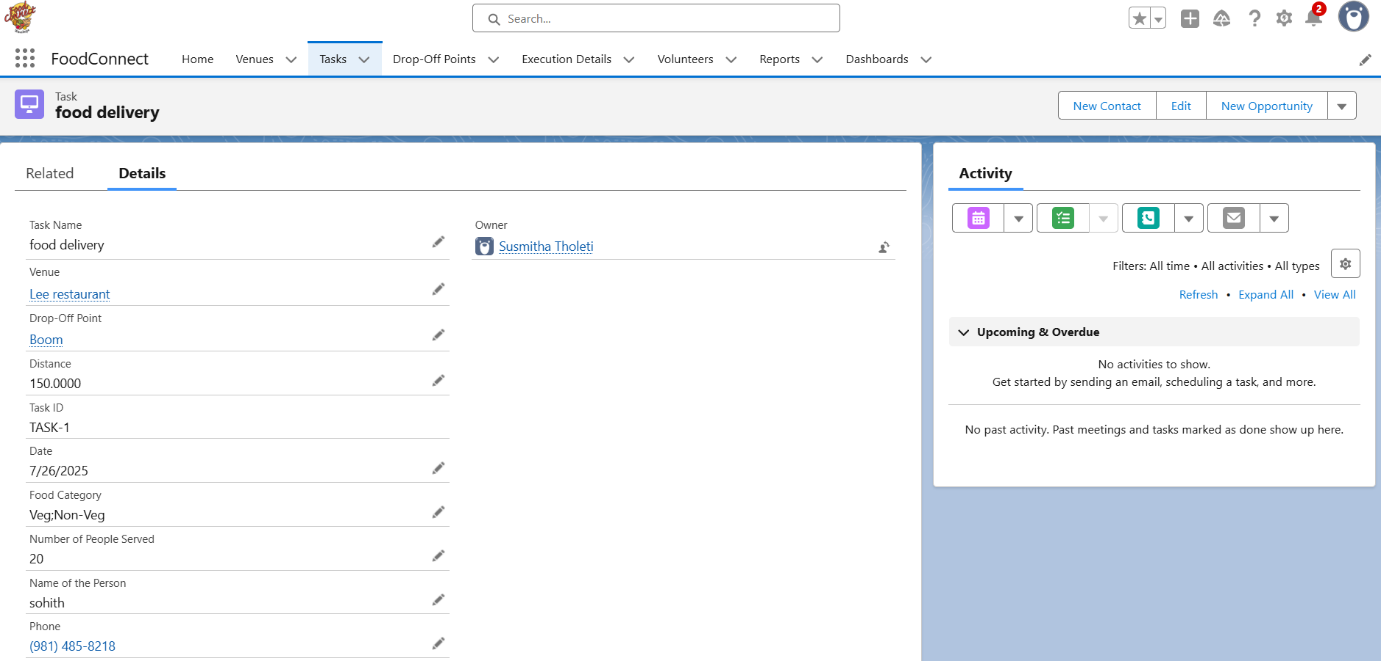 Food
Connect
Search...
2
FoodConnect
Home
Venues
Tasks
Drop-Off Points
Execution Details
Volunteers
Reports
Dashboards
Task
food delivery
New Contact
Edit
New Opportunity
Related
Details
Task Name
food delivery
Venue
Lee restaurant
Drop-Off Point
Boom
Distance
150.0000
Task ID
TASK-1
Date
7/26/2025
Food Category
Veg;Non-Veg
Number of People Served
20
Name of the Person
sohith
Phone
(981) 485-8218
Owner
Susmitha Tholeti
Activity
Filters: All time • All activities • All types
Refresh • Expand All • View All
Upcoming & Overdue
No activities to show.
Get started by sending an email, scheduling a task, and more.
No past activity. Past meetings and tasks marked as done show up here.